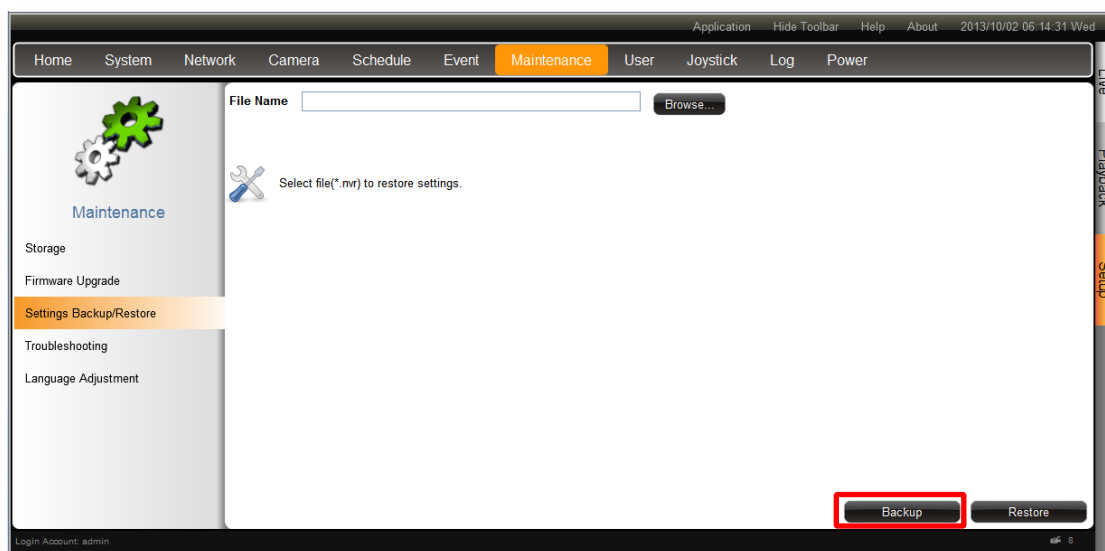 Application Hide Toolbar Help About 2013/10/02 06:14:31 Wed
Home System Network Camera Schedule Event Maintenance User Joystick Log Power
Live
Playback
Setup
File Name Browse...
Select file(*.nvr) to restore settings.
Maintenance
Storage
Firmware Upgrade
Settings Backup/Restore
Troubleshooting
Language Adjustment
Backup Restore
Login Account: admin 8